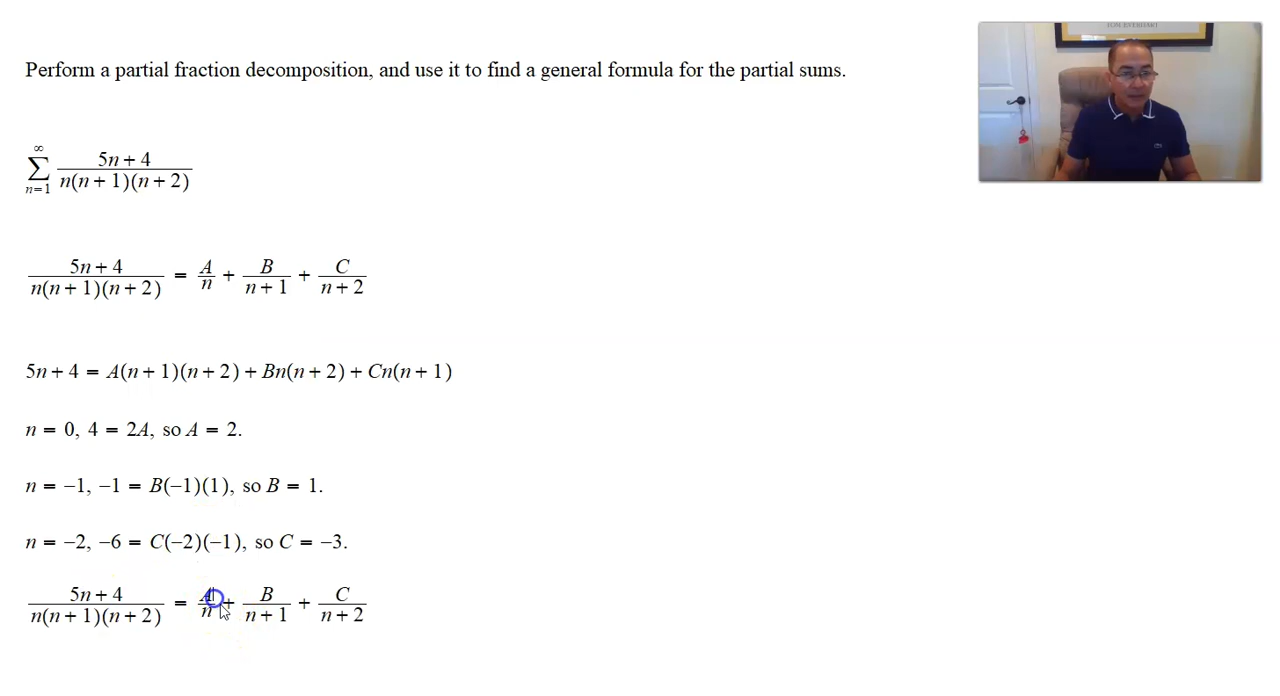 TOM EVERHART
Perform a partial fraction decomposition, and use it to find a general formula for the partial sums.
∑_{n=1}^{∞} (5n + 4)/(n(n + 1)(n + 2))
(5n + 4)/(n(n + 1)(n + 2)) = A/n + B/(n + 1) + C/(n + 2)
5n + 4 = A(n + 1)(n + 2) + Bn(n + 2) + Cn(n + 1)
n = 0, 4 = 2A, so A = 2.
n = −1, −1 = B(−1)(1), so B = 1.
n = −2, −6 = C(−2)(−1), so C = −3.
(5n + 4)/(n(n + 1)(n + 2)) = A/n + B/(n + 1) + C/(n + 2)